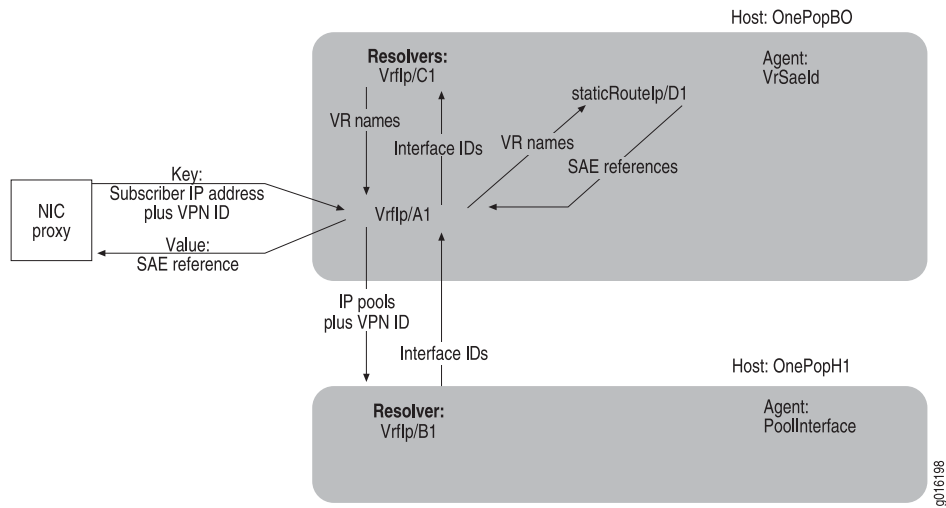 Host: OnePopBO
Resolvers:
VrfIp/C1
Agent:
VrSaeId
staticRouteIp/D1
VR names
Interface IDs
VR names
SAE references
Key:
Subscriber IP address
plus VPN ID
NIC
proxy
VrfIp/A1
Value:
SAE reference
IP pools
plus VPN ID
Interface IDs
Host: OnePopH1
Resolver:
VrfIp/B1
Agent:
PoolInterface
g016198